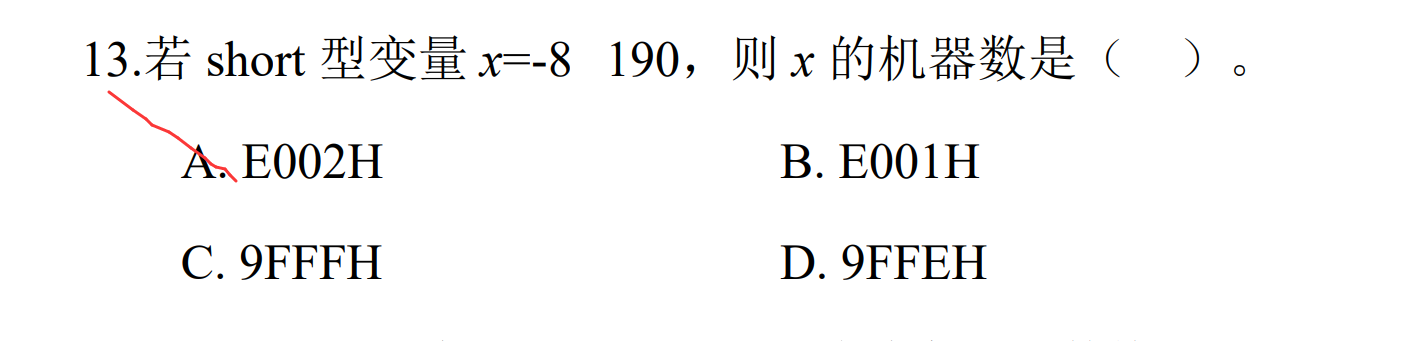 13.若 short 型变量 x=-8 190，则 x 的机器数是（ ）。
A. E002H B. E001H
C. 9FFFH D. 9FFEH